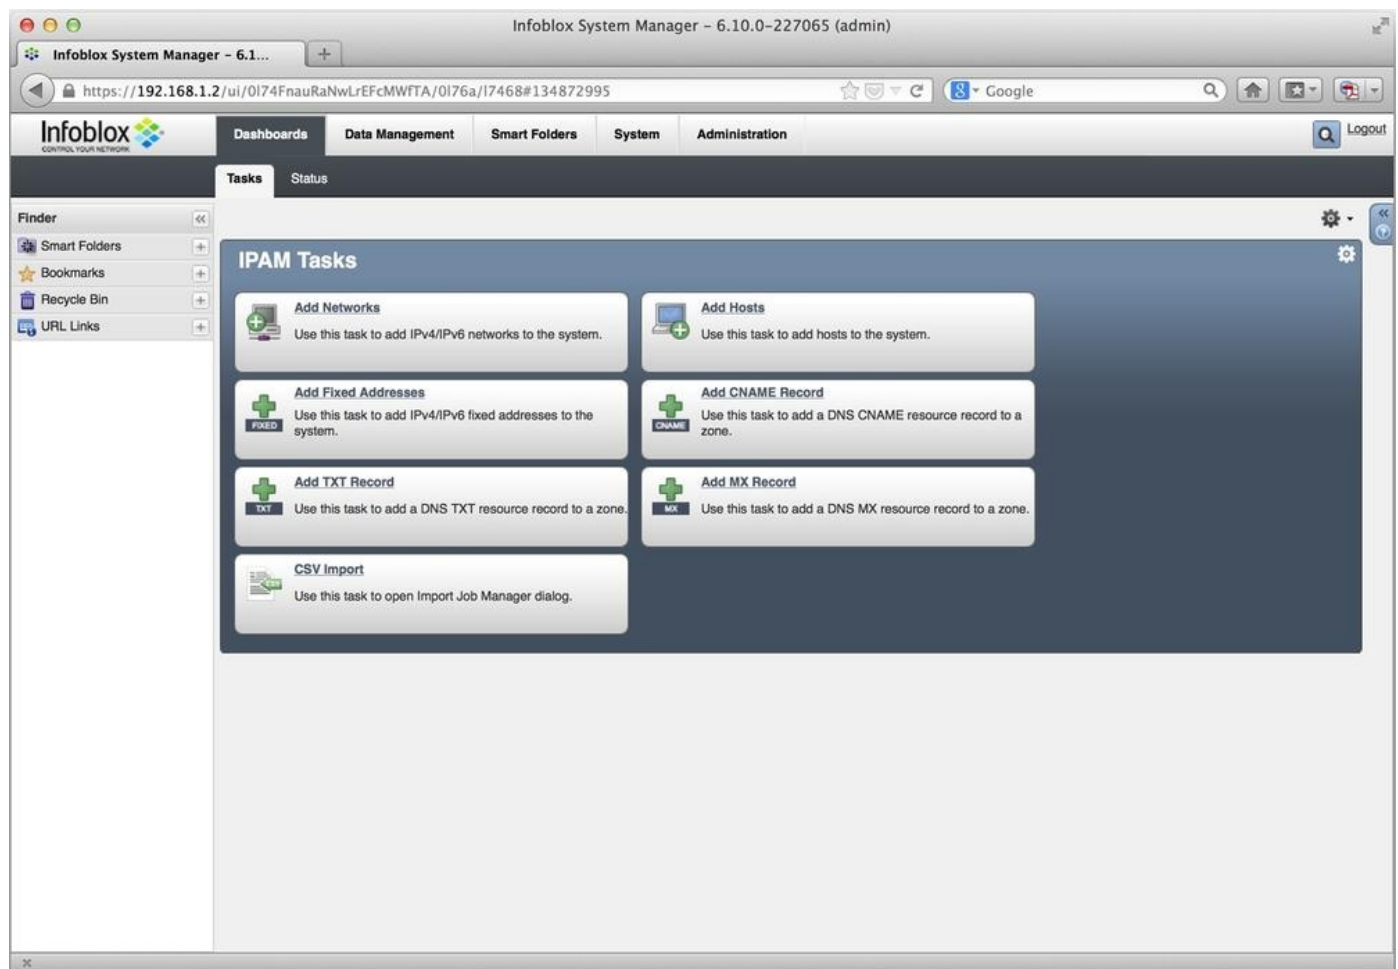 Infoblox System Manager – 6.10.0-227065 (admin)
Infoblox System Manager – 6.1...
https://192.168.1.2/ui/0l74FnauRaNwLrEFcMWfTA/0l76a/l7468#134872995
8 Google
Infoblox
CONTROL YOUR NETWORK
Dashboards Data Management Smart Folders System Administration
Logout
Tasks Status
Finder
Smart Folders
Bookmarks
Recycle Bin
URL Links
IPAM Tasks
Add Networks
Use this task to add IPv4/IPv6 networks to the system.
Add Hosts
Use this task to add hosts to the system.
FIXED
Add Fixed Addresses
Use this task to add IPv4/IPv6 fixed addresses to the
system.
CNAME
Add CNAME Record
Use this task to add a DNS CNAME resource record to a
zone.
TXT
Add TXT Record
Use this task to add a DNS TXT resource record to a zone.
MX
Add MX Record
Use this task to add a DNS MX resource record to a zone.
CSV Import
Use this task to open Import Job Manager dialog.